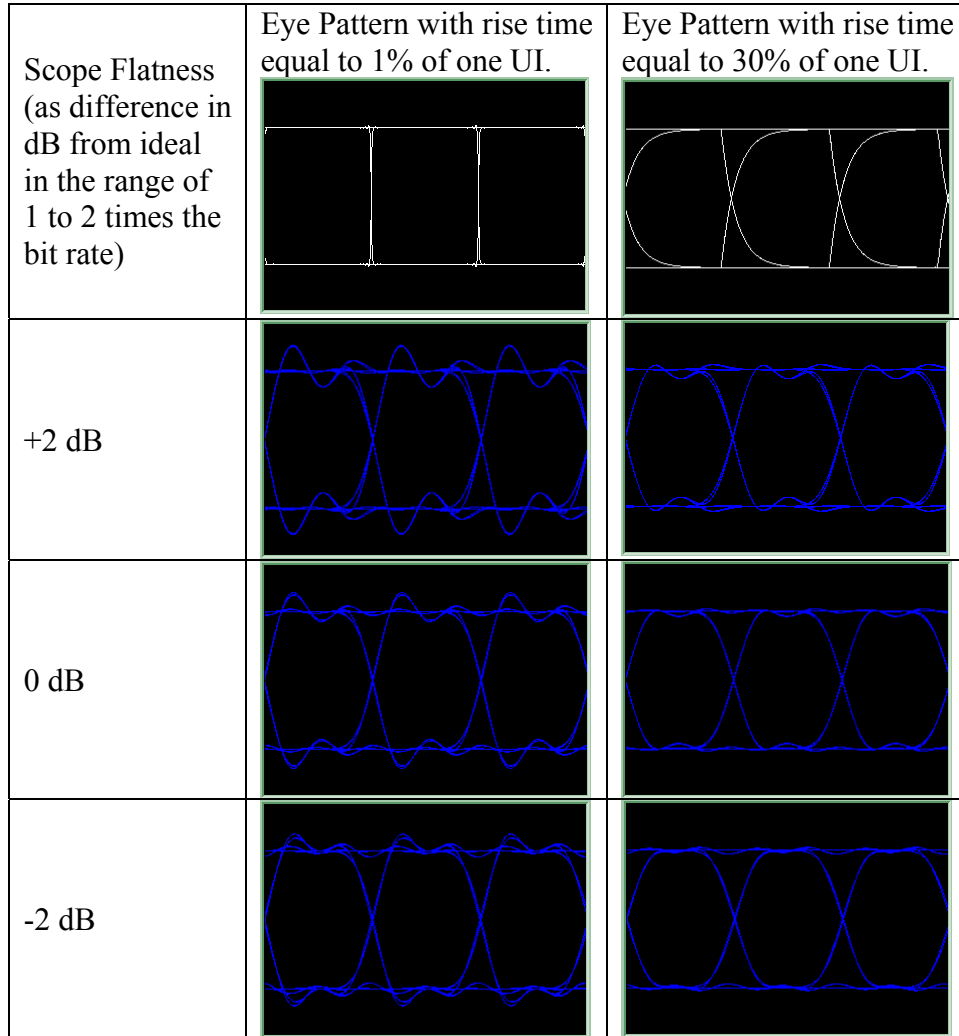 Scope Flatness
(as difference in
dB from ideal
in the range of
1 to 2 times the
bit rate)
Eye Pattern with rise time
equal to 1% of one UI.
Eye Pattern with rise time
equal to 30% of one UI.
+2 dB
0 dB
-2 dB